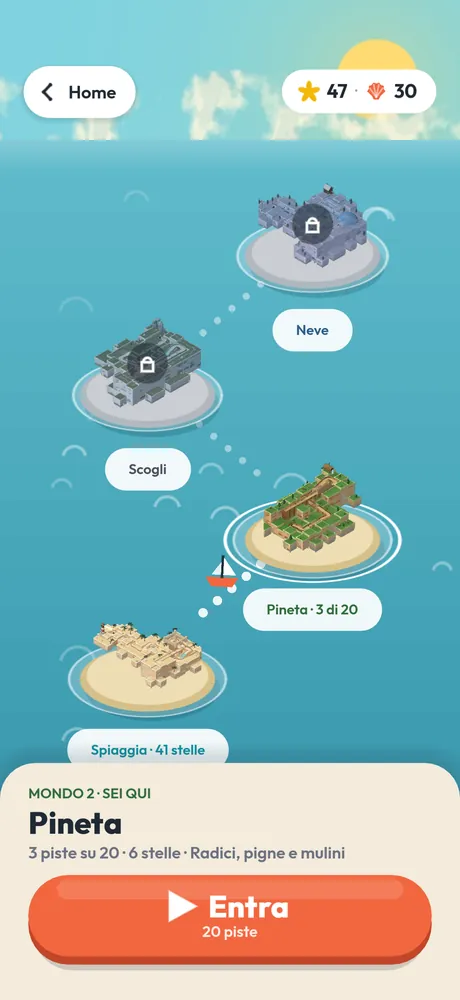 Home
47 · 30
Neve
Scogli
Pineta · 3 di 20
Spiaggia · 41 stelle
MONDO 2 · SEI QUI
Pineta
3 piste su 20 · 6 stelle · Radici, pigne e mulini
Entra
20 piste